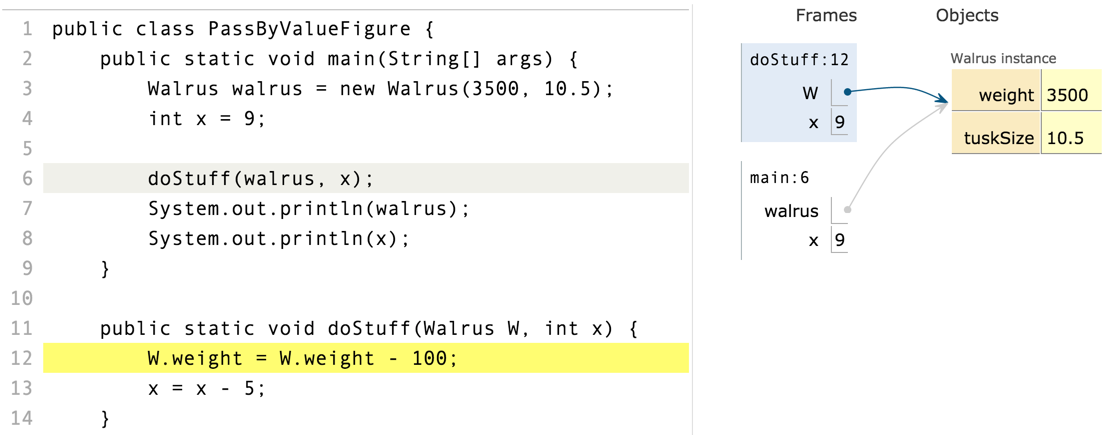 1 public class PassByValueFigure {
2 public static void main(String[] args) {
3 Walrus walrus = new Walrus(3500, 10.5);
4 int x = 9;
5
6 doStuff(walrus, x);
7 System.out.println(walrus);
8 System.out.println(x);
9 }
10
11 public static void doStuff(Walrus W, int x) {
12 W.weight = W.weight - 100;
13 x = x - 5;
14 }
Frames Objects
doStuff:12
W
x 9
main:6
walrus
x 9
Walrus instance
weight 3500
tuskSize 10.5